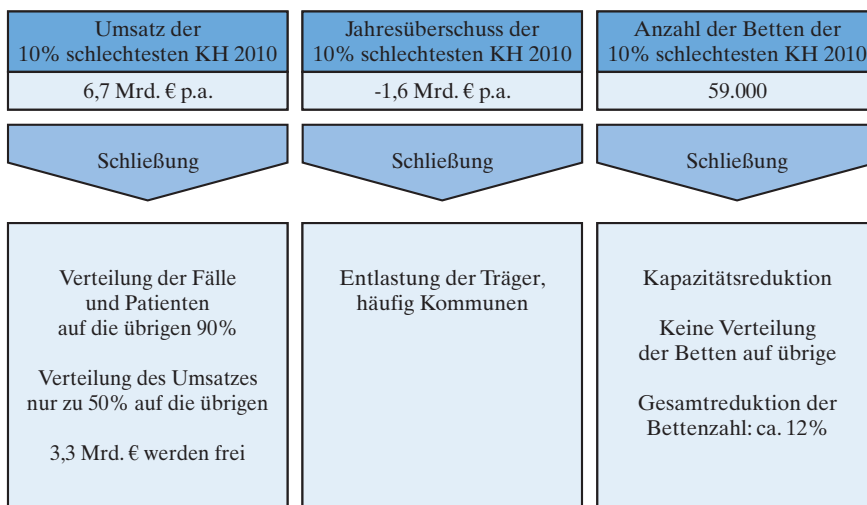 Umsatz der
10% schlechtesten KH 2010
6,7 Mrd. € p.a.
Schließung
Verteilung der Fälle
und Patienten
auf die übrigen 90%
Verteilung des Umsatzes
nur zu 50% auf die übrigen
3,3 Mrd. € werden frei
Jahresüberschuss der
10% schlechtesten KH 2010
-1,6 Mrd. € p.a.
Schließung
Entlastung der Träger,
häufig Kommunen
Anzahl der Betten der
10% schlechtesten KH 2010
59.000
Schließung
Kapazitätsreduktion
Keine Verteilung
der Betten auf übrige
Gesamtreduktion der
Bettenzahl: ca. 12%